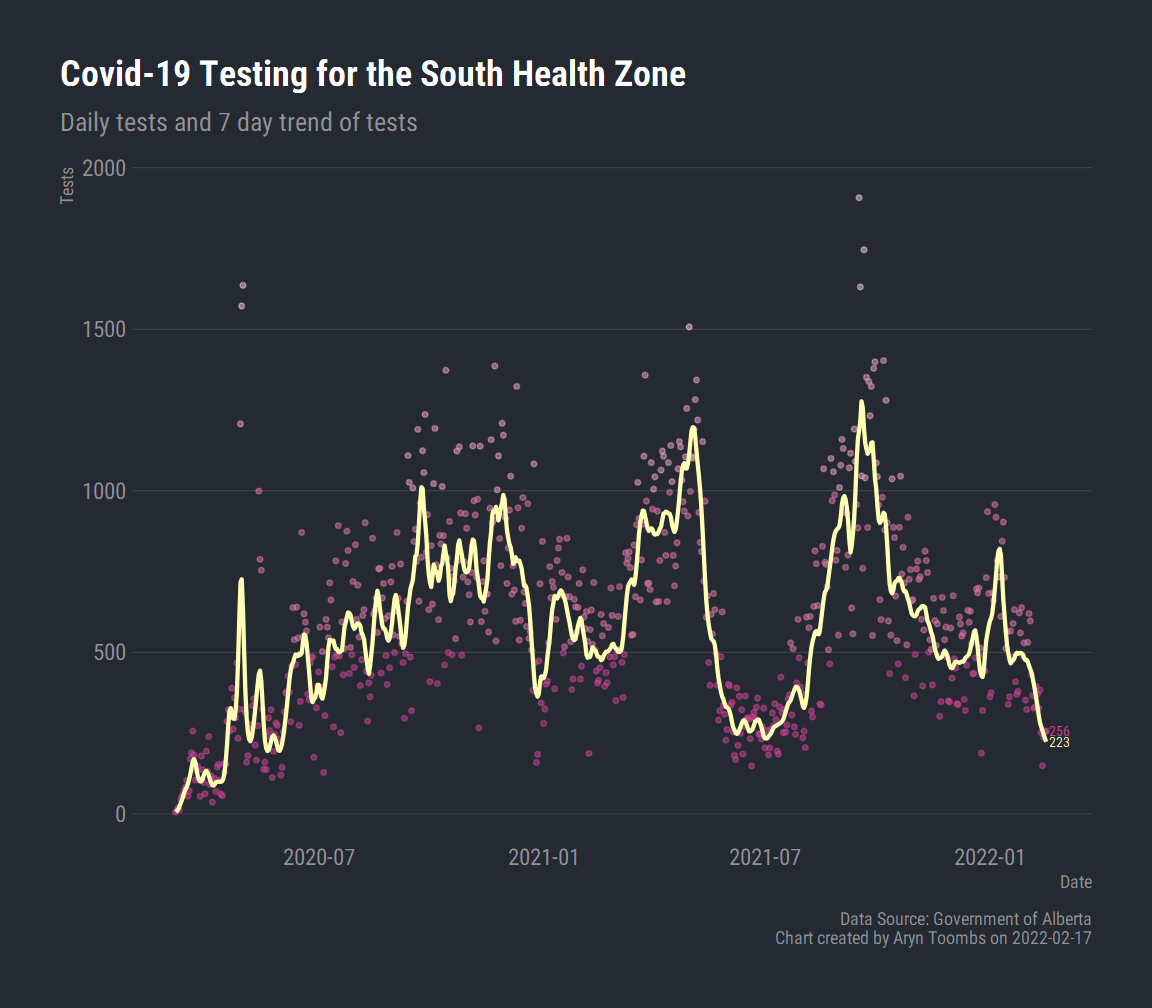 Covid-19 Testing for the South Health Zone
Daily tests and 7 day trend of tests
Tests
2000
1500
1000
500
0
256
223
2020-07 2021-01 2021-07 2022-01
Date
Data Source: Government of Alberta
Chart created by Aryn Toombs on 2022-02-17